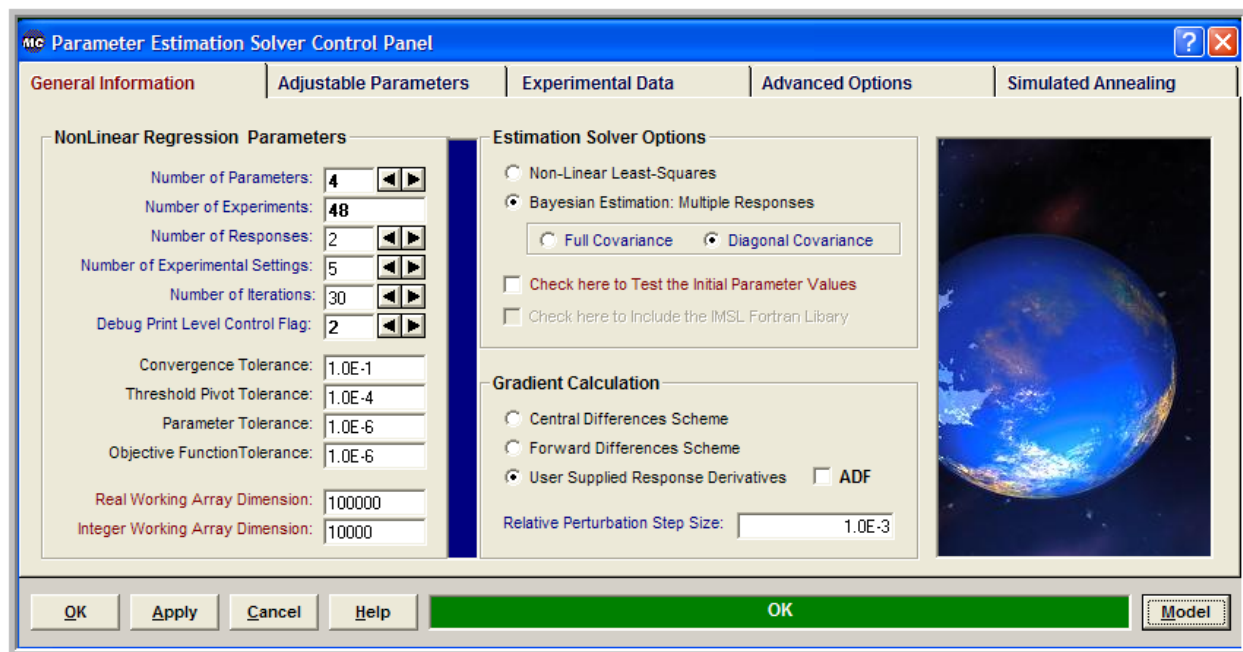 MC Parameter Estimation Solver Control Panel
?
General Information
Adjustable Parameters
Experimental Data
Advanced Options
Simulated Annealing
NonLinear Regression Parameters
Number of Parameters: 4
Number of Experiments: 48
Number of Responses: 2
Number of Experimental Settings: 5
Number of Iterations: 30
Debug Print Level Control Flag: 2
Convergence Tolerance: 1.0E-1
Threshold Pivot Tolerance: 1.0E-4
Parameter Tolerance: 1.0E-6
Objective FunctionTolerance: 1.0E-6
Real Working Array Dimension: 100000
Integer Working Array Dimension: 10000
Estimation Solver Options
Non-Linear Least-Squares
Bayesian Estimation: Multiple Responses
Full Covariance
Diagonal Covariance
Check here to Test the Initial Parameter Values
Check here to Include the IMSL Fortran Libary
Gradient Calculation
Central Differences Scheme
Forward Differences Scheme
User Supplied Response Derivatives
ADF
Relative Perturbation Step Size: 1.0E-3
OK
Apply
Cancel
Help
OK
Model